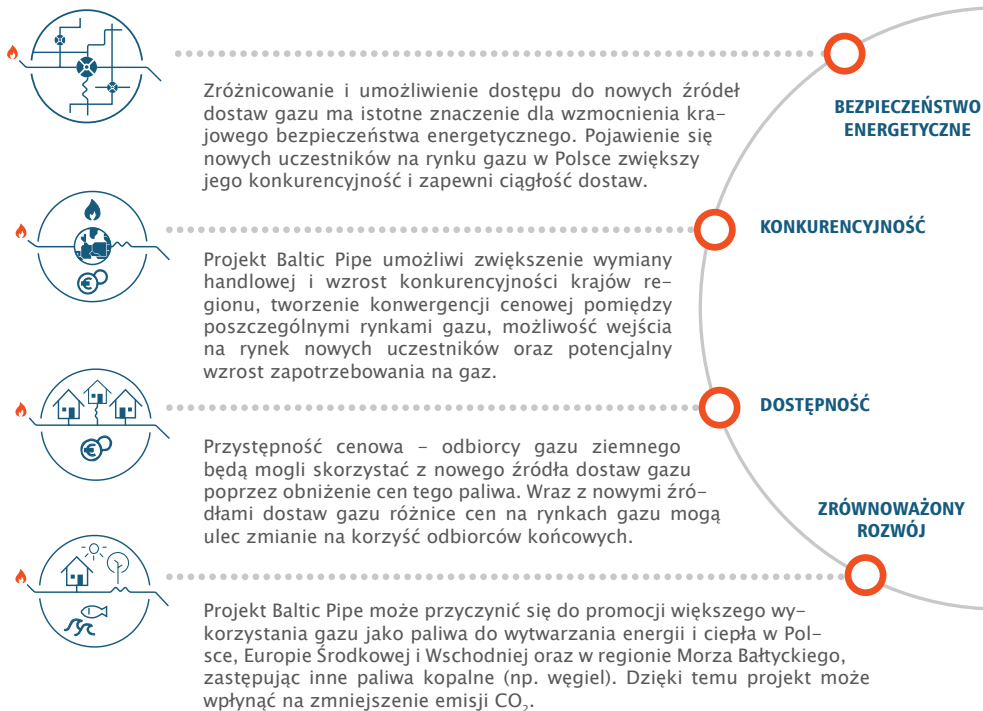 BEZPIECZEŃSTWO
ENERGETYCZNE
Zróżnicowanie i umożliwienie dostępu do nowych źródeł
dostaw gazu ma istotne znaczenie dla wzmocnienia kra-
jowego bezpieczeństwa energetycznego. Pojawienie się
nowych uczestników na rynku gazu w Polsce zwiększy
jego konkurencyjność i zapewni ciągłość dostaw.
KONKURENCYJNOŚĆ
Projekt Baltic Pipe umożliwi zwiększenie wymiany
handlowej i wzrost konkurencyjności krajów re-
gionu, tworzenie konwergencji cenowej pomiędzy
poszczególnymi rynkami gazu, możliwość wejścia
na rynek nowych uczestników oraz potencjalny
wzrost zapotrzebowania na gaz.
€
DOSTĘPNOŚĆ
Przystępność cenowa – odbiorcy gazu ziemnego
będą mogli skorzystać z nowego źródła dostaw gazu
poprzez obniżenie cen tego paliwa. Wraz z nowymi źró-
dłami dostaw gazu różnice cen na rynkach gazu mogą
ulec zmianie na korzyść odbiorców końcowych.
€
ZRÓWNOWAŻONY
ROZWÓJ
Projekt Baltic Pipe może przyczynić się do promocji większego wy-
korzystania gazu jako paliwa do wytwarzania energii i ciepła w Pol-
sce, Europie Środkowej i Wschodniej oraz w regionie Morza Bałtyckiego,
zastępując inne paliwa kopalne (np. węgiel). Dzięki temu projekt może
wpłynąć na zmniejszenie emisji CO₂.